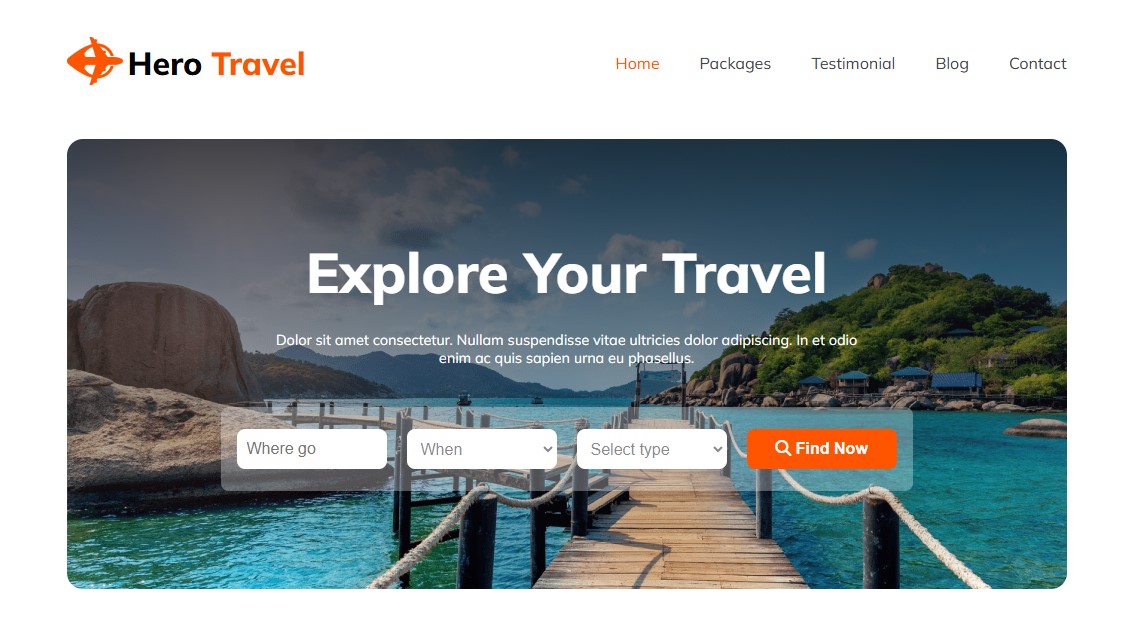 Hero Travel
Home Packages Testimonial Blog Contact
Explore Your Travel
Dolor sit amet consectetur. Nullam suspendisse vitae ultricies dolor adipiscing. In et odio
enim ac quis sapien urna eu phasellus.
Where go When Select type Find Now